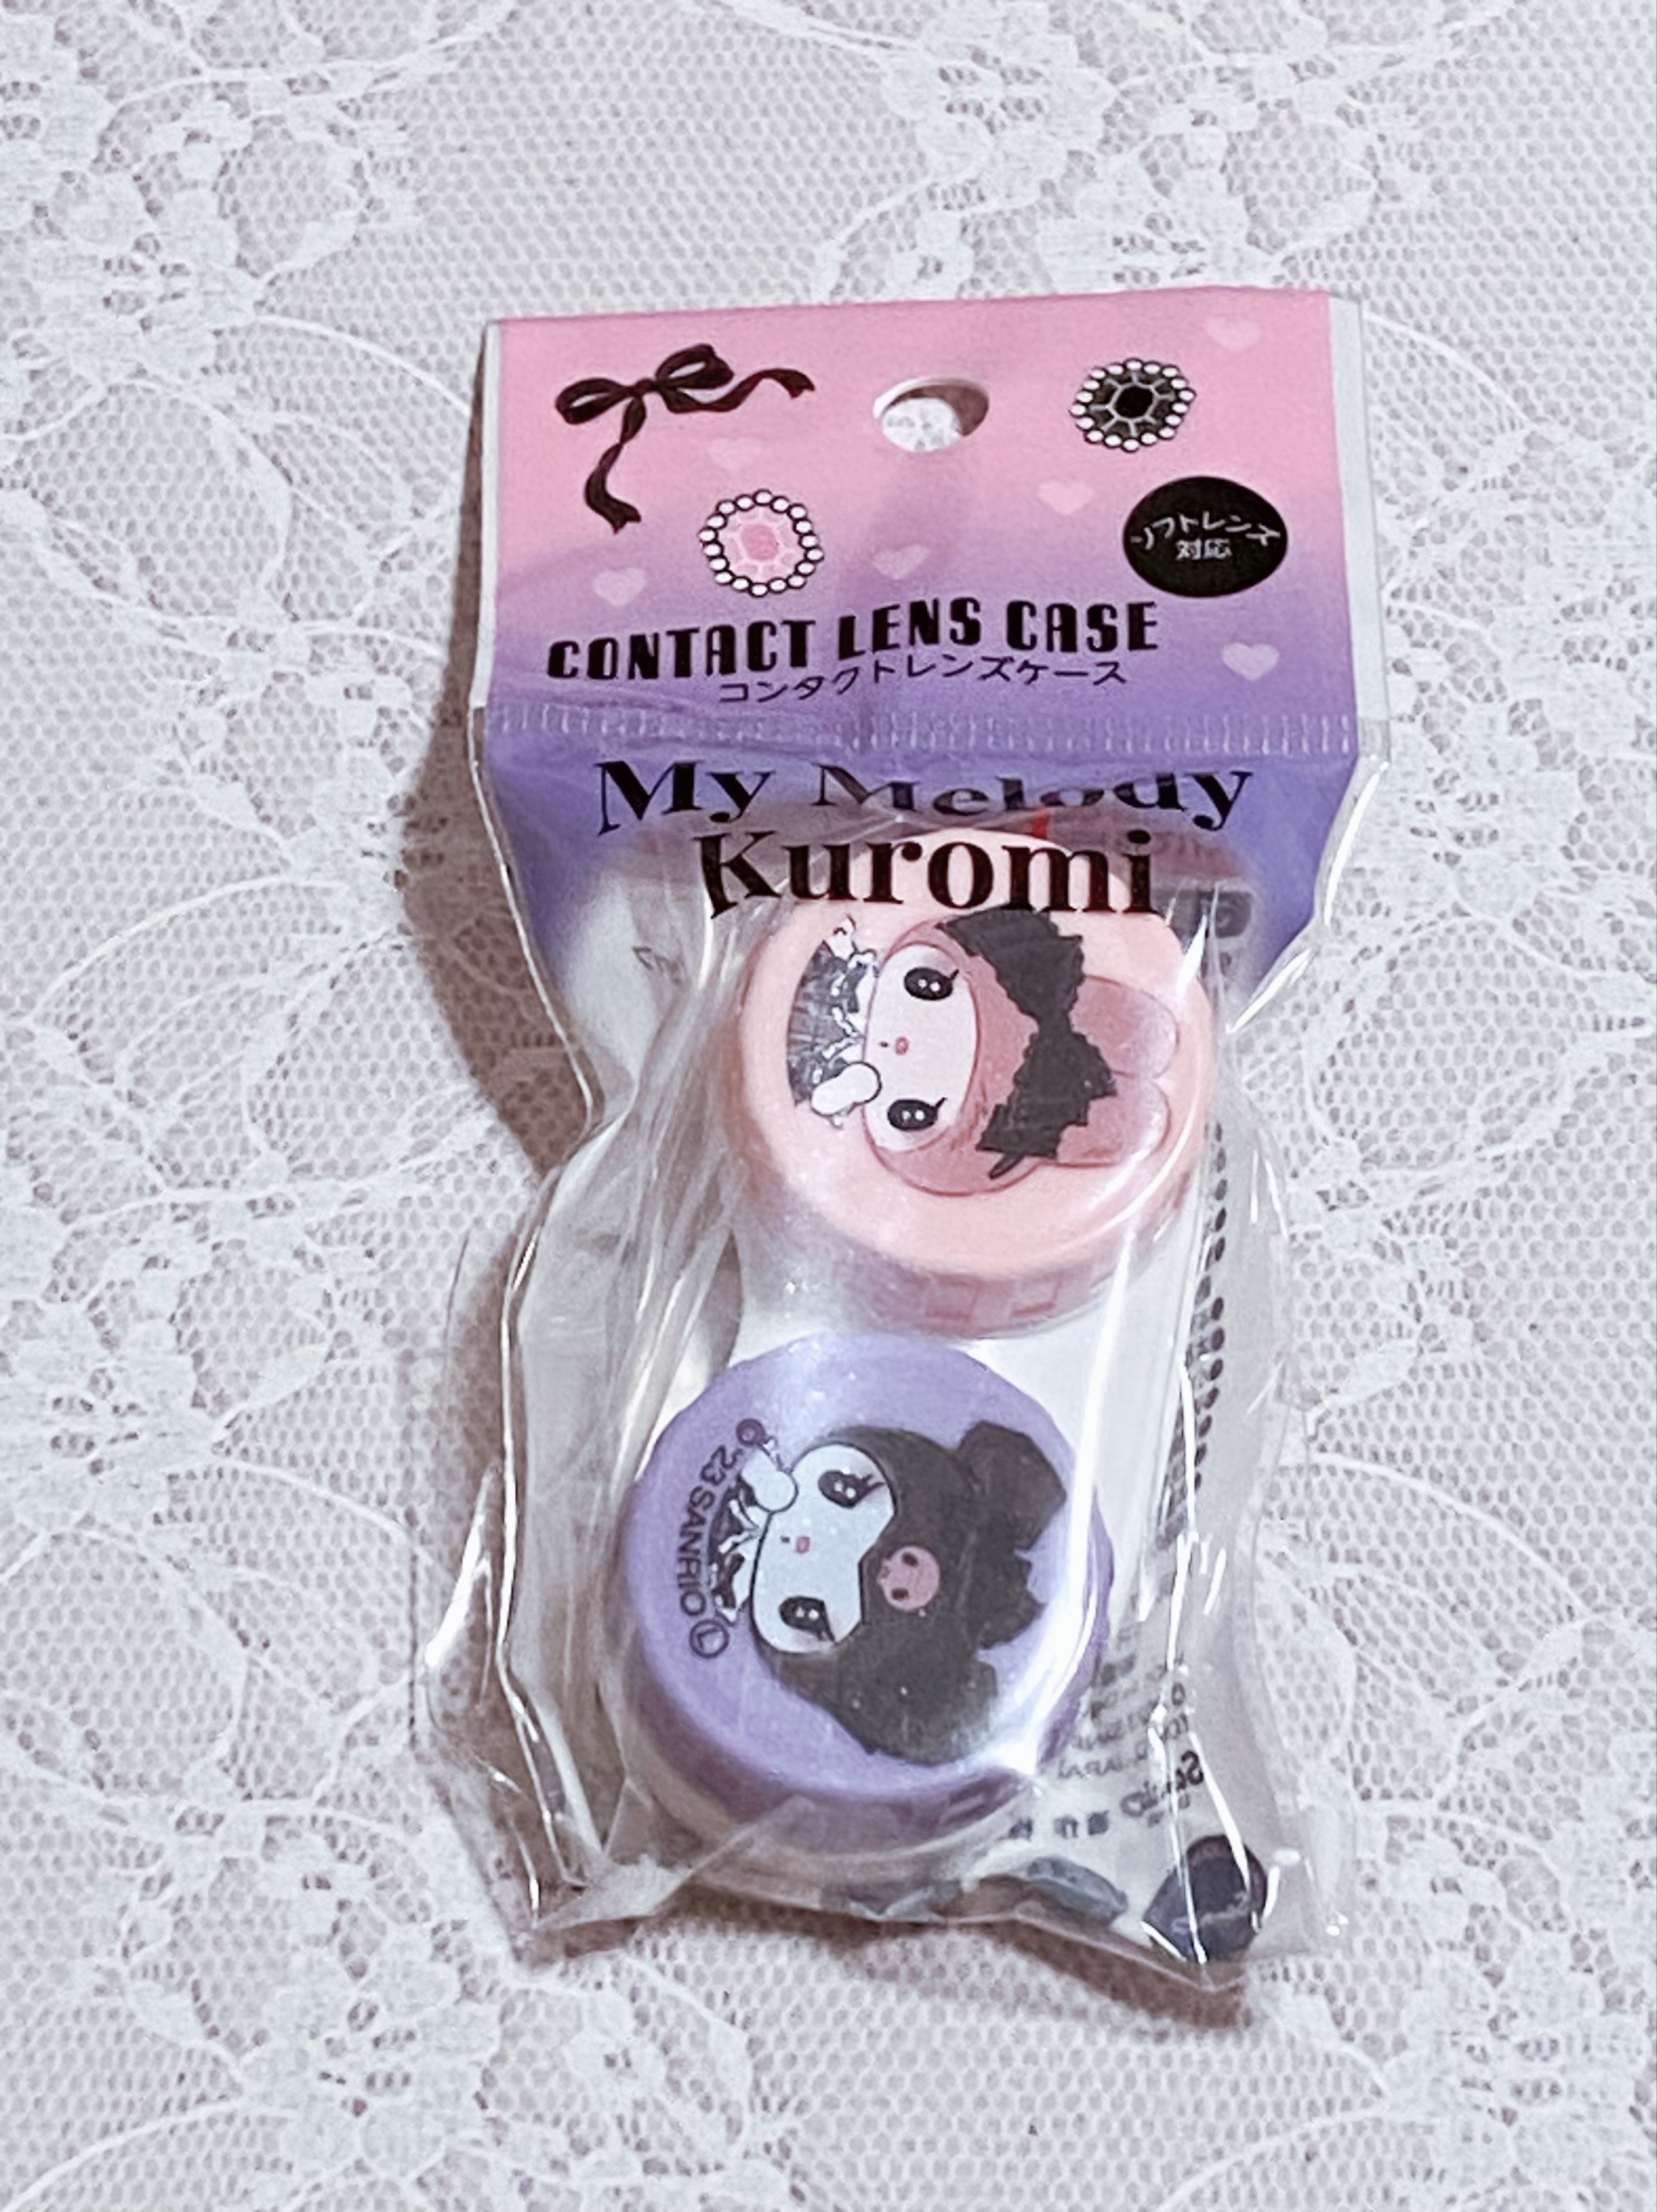 ソフトレンズ
対応
CONTACT LENS CASE
コンタクトレンズケース
My Melody
Kuromi
©'23 SANRIO Ⓛ